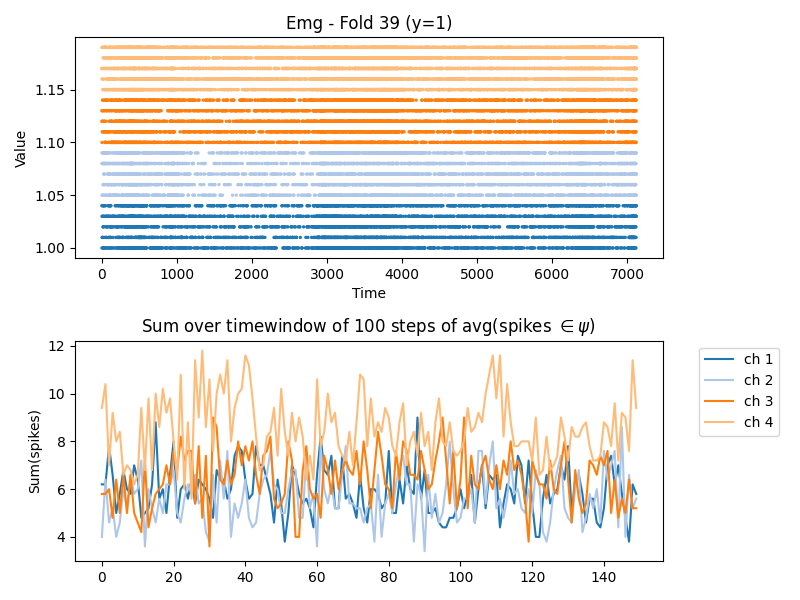 Emg - Fold 39 (y=1)
Value
1.15
1.10
1.05
1.00
0 1000 2000 3000 4000 5000 6000 7000
Time
Sum over timewindow of 100 steps of avg(spikes ∈ψ)
Sum(spikes)
12
10
8
6
4
0 20 40 60 80 100 120 140
ch 1
ch 2
ch 3
ch 4